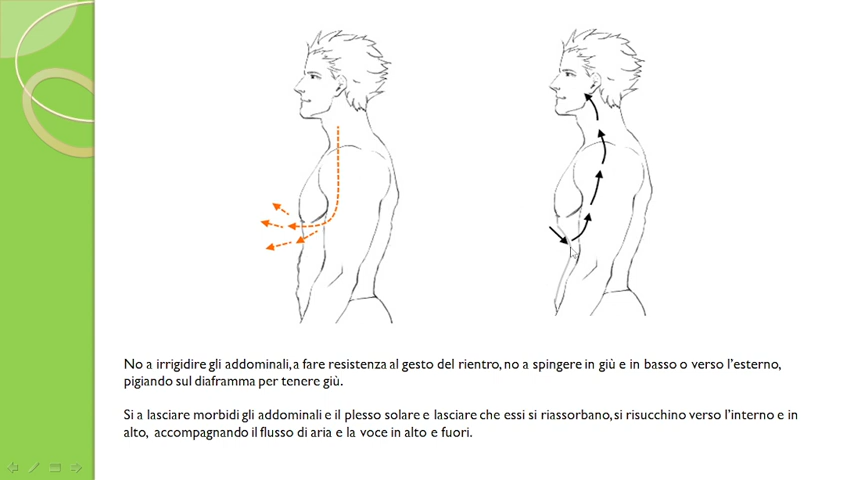 No a irrigidire gli addominali, a fare resistenza al gesto del rientro, no a spingere in giù e in basso o verso l'esterno,
pigiando sul diaframma per tenere giù.
Si a lasciare morbidi gli addominali e il plesso solare e lasciare che essi si riassorbano, si risucchino verso l'interno e in
alto, accompagnando il flusso di aria e la voce in alto e fuori.